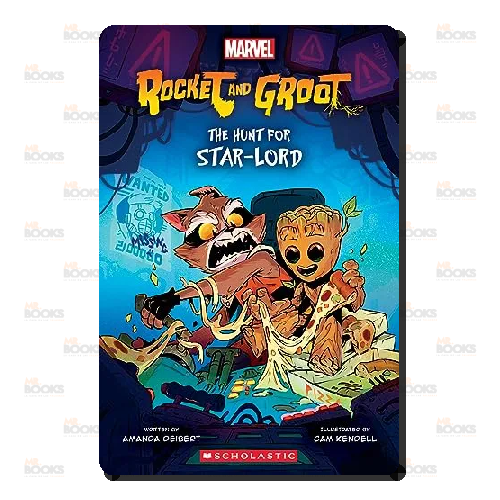 MARVEL
ROCKET AND GROOT
THE HUNT FOR
STAR-LORD
WANTED
MISSING
WRITTEN BY
AMANDA DEIBERT
ILLUSTRATED BY
CAM KENDELL
SCHOLASTIC
BOOKS